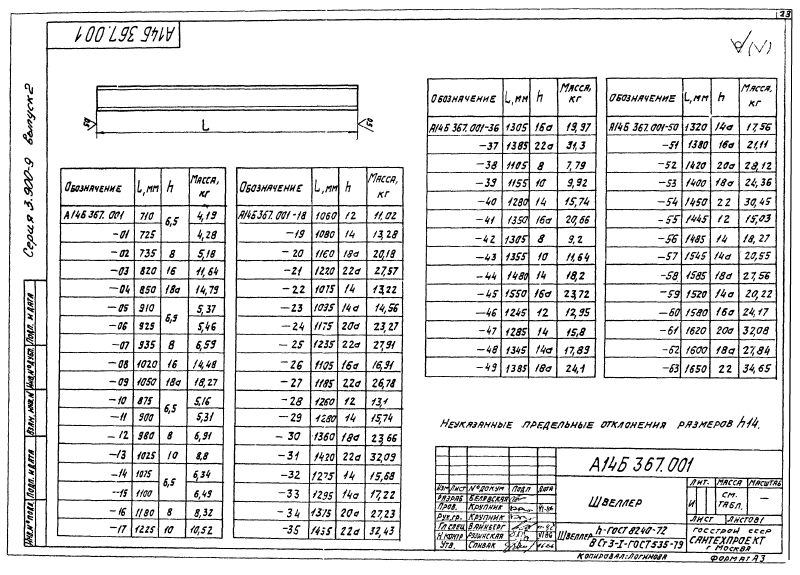 23
А14Б 367.001
√(√)
50
50
L
Серия 3.900-9 выпуск 2
Обозначение L, мм h Масса, кг
А14Б 367.001 710 6,5 4,19
-01 725 4,28
-02 735 8 5,18
-03 820 16 11,64
-04 850 18а 14,79
-05 910 6,5 5,37
-06 925 5,46
-07 935 8 6,59
-08 1020 16 14,48
-09 1050 18а 18,27
-10 875 6,5 5,16
-11 900 5,31
-12 980 8 6,91
-13 1025 10 8,8
-14 1075 6,5 6,34
-15 1100 6,49
-16 1180 8 8,32
-17 1225 10 10,52
Обозначение L, мм h Масса, кг
А14Б 367.001-18 1060 12 11,02
-19 1080 14 13,28
-20 1160 18а 20,18
-21 1220 22а 27,57
-22 1075 14 13,22
-23 1095 14а 14,56
-24 1175 20а 23,27
-25 1235 22а 27,91
-26 1105 16а 16,91
-27 1185 22а 26,78
-28 1260 12 13,1
-29 1280 14 15,74
-30 1360 18а 23,66
-31 1420 22а 32,09
-32 1275 14 15,68
-33 1295 14а 17,22
-34 1375 20а 27,23
-35 1435 22а 32,43
Обозначение L, мм h Масса, кг
А14Б 367.001-36 1305 16а 19,97
-37 1385 22а 31,3
-38 1105 8 7,79
-39 1155 10 9,92
-40 1280 14 15,74
-41 1350 16а 20,66
-42 1305 8 9,2
-43 1355 10 11,64
-44 1480 14 18,2
-45 1550 16а 23,72
-46 1245 12 12,95
-47 1285 14 15,8
-48 1345 14а 17,89
-49 1385 18а 24,1
Обозначение L, мм h Масса, кг
А14Б 367.001-50 1320 14а 17,56
-51 1380 16а 21,11
-52 1420 20а 28,12
-53 1400 18а 24,36
-54 1450 22 30,45
-55 1445 12 15,03
-56 1485 14 18,27
-57 1545 14а 20,55
-58 1585 18а 27,56
-59 1520 14а 20,22
-60 1580 16а 24,17
-61 1620 20а 32,08
-62 1600 18а 27,84
-63 1650 22 34,65
Неуказанные предельные отклонения размеров h14.
А14Б 367.001
Изм Лист № докум Подп Дата
Разраб Белявская
Пров. Крупник
Рук. гр. Крупник
Гл. спец. Вайнберг
Н. контр
Утв. Спивак
Швеллер
Лит. Масса Масштаб
И см. табл. —
Лист Листов 1
Швеллер h-ГОСТ 8240-72
В Ст 3-I-ГОСТ 535-79
Госстрой СССР
Сантехпроект
г Москва
Копировал: Логинова Формат А3
Инв. № подл. Подп. и дата Взам. инв. № Инв. № дубл. Подп. и дата